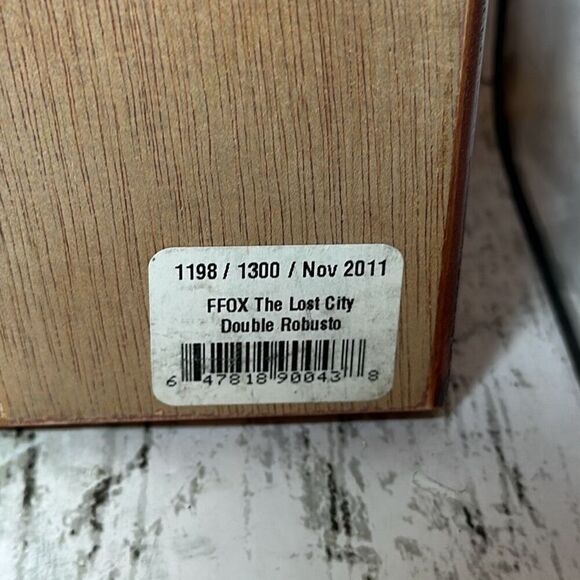 1198 / 1300 / Nov 2011
FFOX The Lost City
Double Robusto
6 47818 90043 8